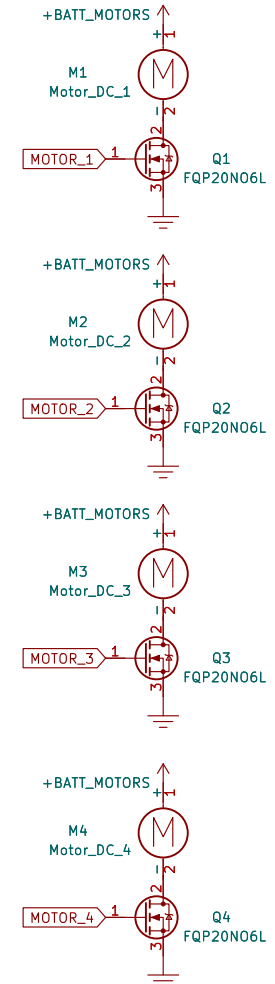 +BATT_MOTORS
+
1
M1
Motor_DC_1
M
-
2
2
MOTOR_1
1
Q1
FQP20N06L
3
+BATT_MOTORS
+
1
M2
Motor_DC_2
M
-
2
2
MOTOR_2
1
Q2
FQP20N06L
3
+BATT_MOTORS
+
1
M3
Motor_DC_3
M
-
2
2
MOTOR_3
1
Q3
FQP20N06L
3
+BATT_MOTORS
+
1
M4
Motor_DC_4
M
-
2
2
MOTOR_4
1
Q4
FQP20N06L
3